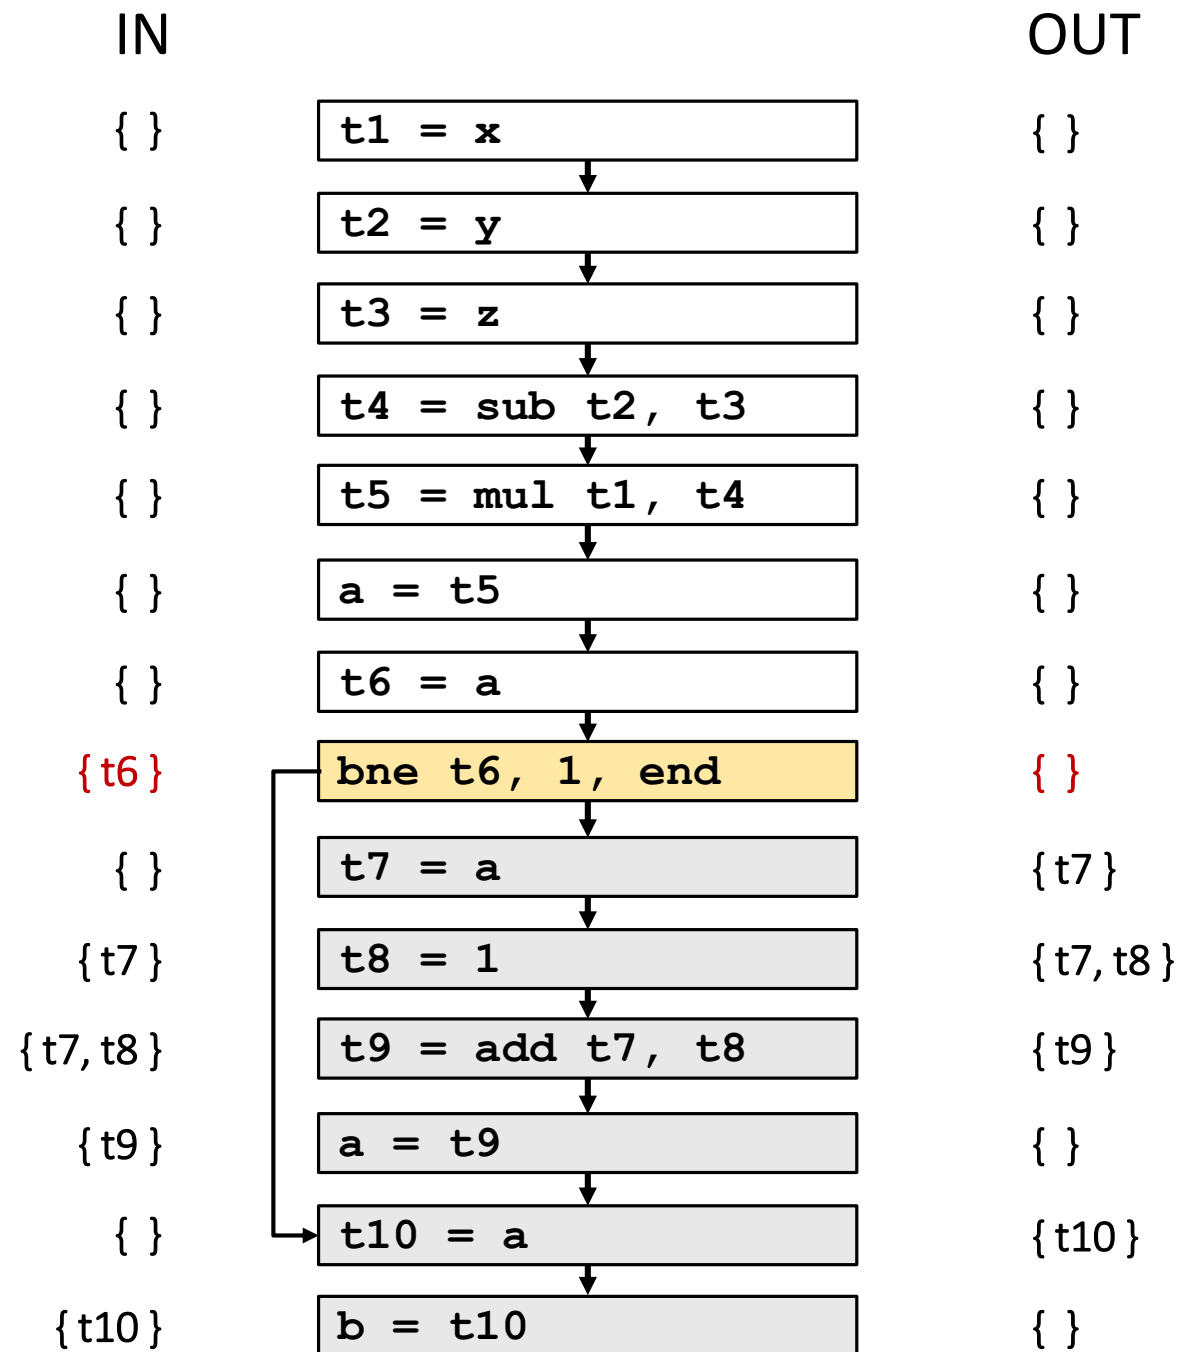 IN OUT
{ } t1 = x { }
{ } t2 = y { }
{ } t3 = z { }
{ } t4 = sub t2, t3 { }
{ } t5 = mul t1, t4 { }
{ } a = t5 { }
{ } t6 = a { }
{ t6 } bne t6, 1, end { }
{ } t7 = a { t7 }
{ t7 } t8 = 1 { t7, t8 }
{ t7, t8 } t9 = add t7, t8 { t9 }
{ t9 } a = t9 { }
{ } t10 = a { t10 }
{ t10 } b = t10 { }